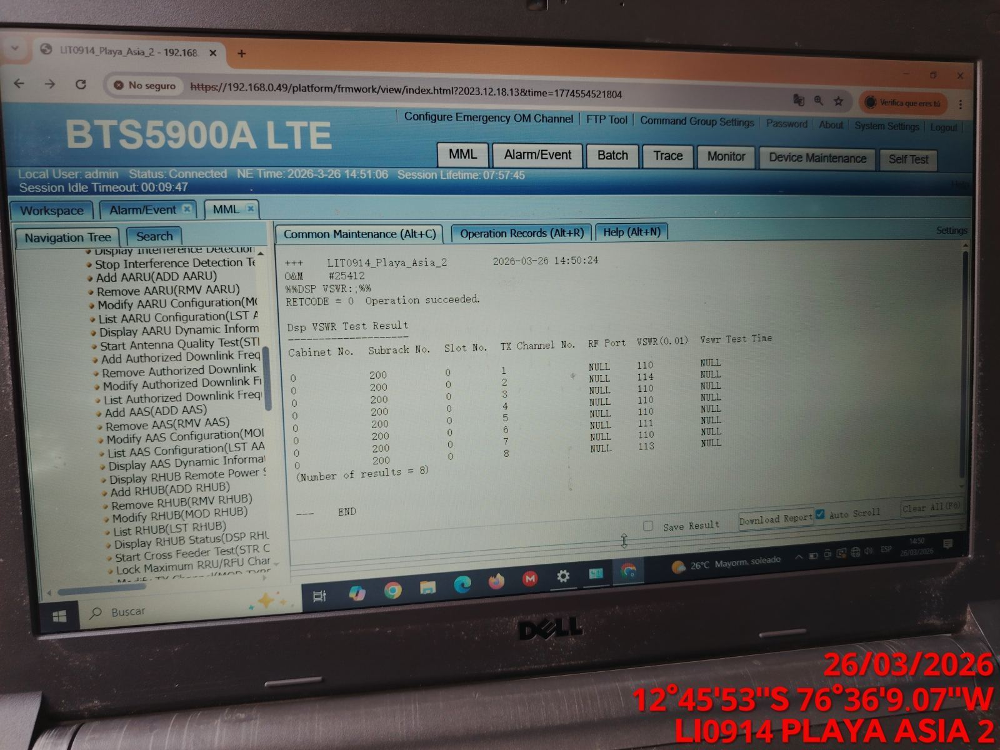 LIT0914_Playa_Asia_2 - 192.168.
No seguro https://192.168.0.49/platform/frmwork/view/index.html?2023.12.18.13&time=1774554521804
Verifica que eres tú
BTS5900A LTE
Configure Emergency OM Channel FTP Tool Command Group Settings Password About System Settings Logout
MML Alarm/Event Batch Trace Monitor Device Maintenance Self Test
Local User: admin Status: Connected NE Time: 2026-3-26 14:51:06 Session Lifetime: 07:57:45
Session Idle Timeout: 00:09:47
Help
Workspace Alarm/Event MML
Navigation Tree Search
Display Interference Detection
Stop Interference Detection Te
Add AARU(ADD AARU)
Remove AARU(RMV AARU)
Modify AARU Configuration(MO
List AARU Configuration(LST A
Display AARU Dynamic Inform
Start Antenna Quality Test(STI
Add Authorized Downlink Freq
Remove Authorized Downlink
Modify Authorized Downlink Fr
List Authorized Downlink Freq
Add AAS(ADD AAS)
Remove AAS(RMV AAS)
Modify AAS Configuration(MOI
List AAS Configuration(LST AA
Display AAS Dynamic Informat
Display RHUB Remote Power S
Add RHUB(ADD RHUB)
Remove RHUB(RMV RHUB)
Modify RHUB(MOD RHUB)
List RHUB(LST RHUB)
Display RHUB Status(DSP RHU
Start Cross Feeder Test(STR C
Lock Maximum RRU/RFU Char
Common Maintenance (Alt+C) Operation Records (Alt+R) Help (Alt+N)
Settings
+++ LIT0914_Playa_Asia_2 2026-03-26 14:50:24
O&M #25412
%%DSP VSWR:;%%
RETCODE = 0 Operation succeeded.
Dsp VSWR Test Result
--------------------
Cabinet No. Subrack No. Slot No. TX Channel No. RF Port VSWR(0.01) Vswr Test Time
0 200 0 1 NULL 110 NULL
0 200 0 2 NULL 114 NULL
0 200 0 3 NULL 110 NULL
0 200 0 4 NULL 110 NULL
0 200 0 5 NULL 110 NULL
0 200 0 6 NULL 111 NULL
0 200 0 7 NULL 110 NULL
0 200 0 8 NULL 113 NULL
(Number of results = 8)
--- END
Save Result Download Report Auto Scroll Clear All(F6)
Buscar
26°C Mayorm. soleado
ESP
14:50
26/03/2026
DELL
26/03/2026
12°45'53"S 76°36'9.07"W
LI0914 PLAYA ASIA 2